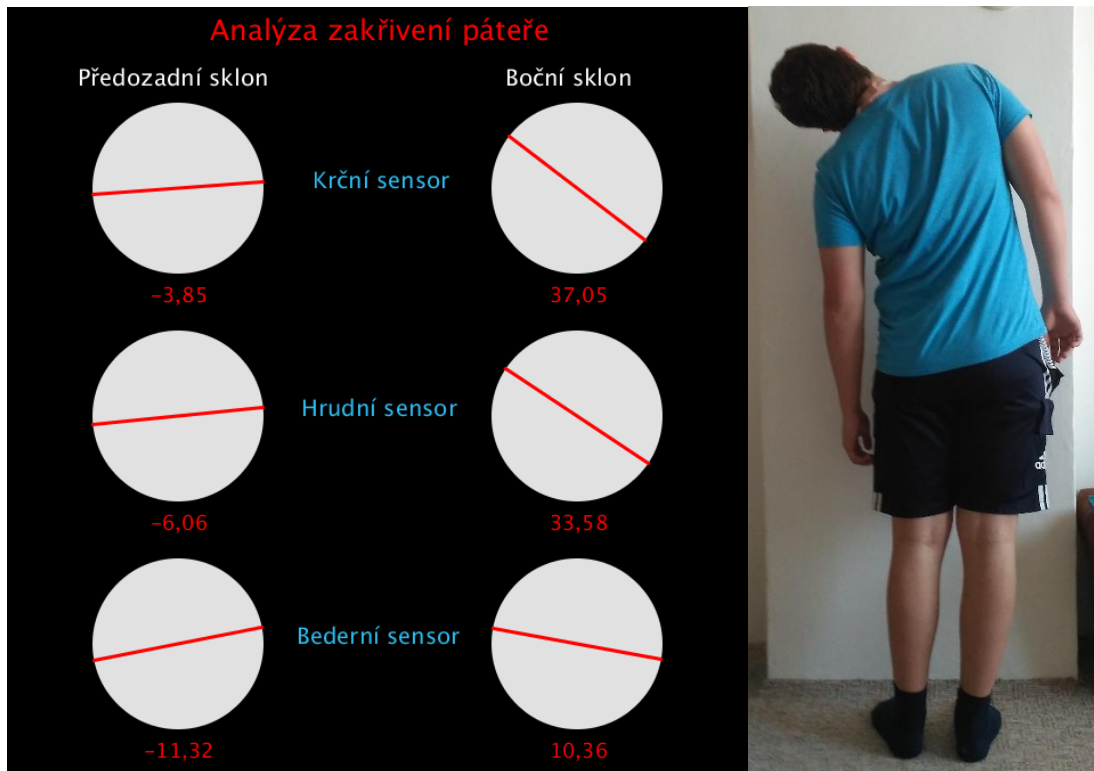 Analýza zakřivení páteře
Předozadní sklon
Boční sklon
Krční sensor
-3,85
37,05
Hrudní sensor
-6,06
33,58
Bederní sensor
-11,32
10,36